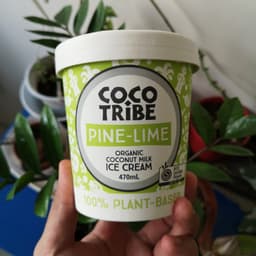 COCO
TRIBE
PINE-LIME
ORGANIC
COCONUT MILK
ICE CREAM
470mL
100% PLANT-BASED